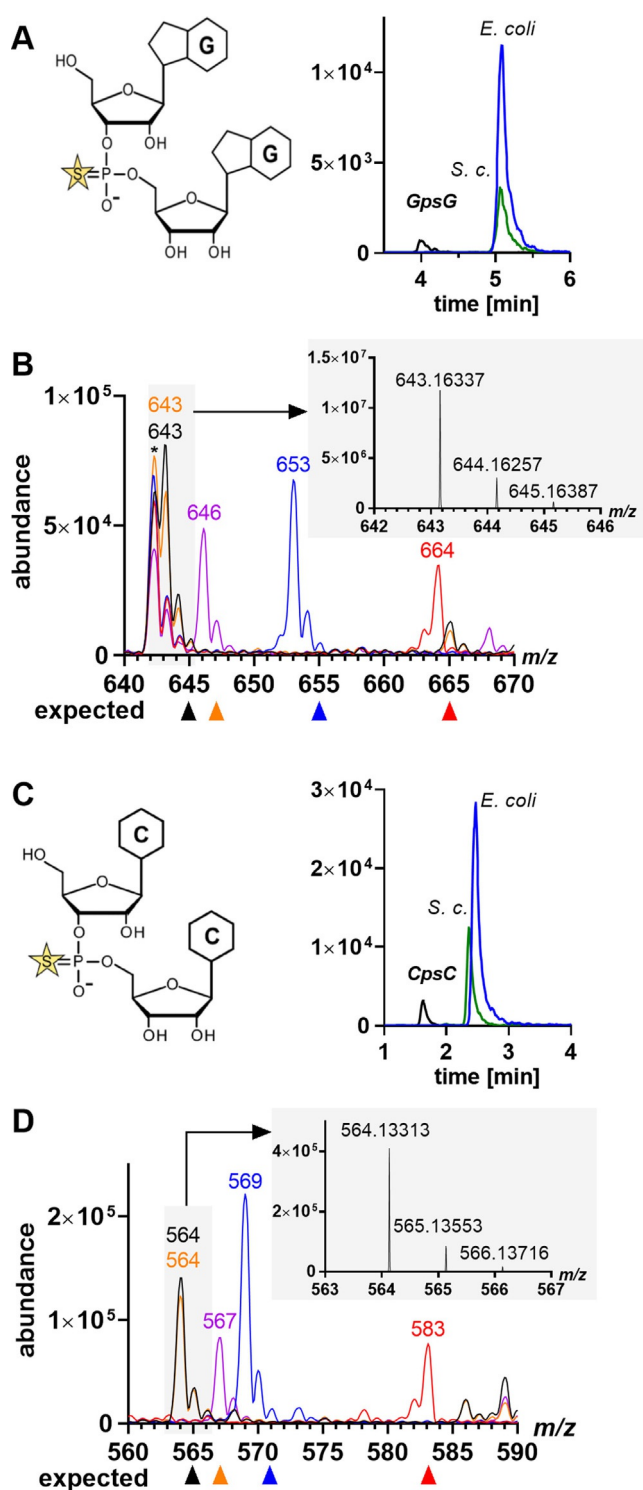 A
HO
O
G
O
OH
S
P
O
O⁻
O
G
OH
OH
1×10⁴
5×10³
0
E. coli
S. c.
GpsG
4
5
6
time [min]
B
1×10⁵
5×10⁴
0
abundance
643
643
*
646
653
664
640
645
650
655
660
665
670
m/z
expected
1.5×10⁷
1.0×10⁷
5×10⁶
0
643.16337
644.16257
645.16387
642
643
644
645
646
m/z
C
HO
O
C
O
OH
S
P
O
O⁻
O
C
OH
OH
3×10⁴
2×10⁴
1×10⁴
0
E. coli
S. c.
CpsC
1
2
3
4
time [min]
D
2×10⁵
1×10⁵
0
abundance
564
564
567
569
583
560
565
570
575
580
585
590
m/z
expected
4×10⁵
2×10⁵
0
564.13313
565.13553
566.13716
563
564
565
566
567
m/z